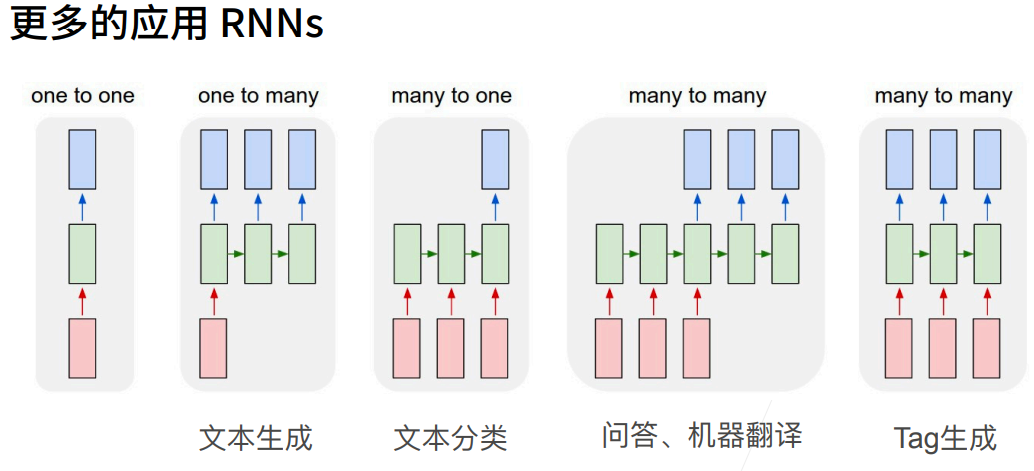 更多的应用 RNNs
one to one
one to many
many to one
many to many
many to many
文本生成
文本分类
问答、机器翻译
Tag生成